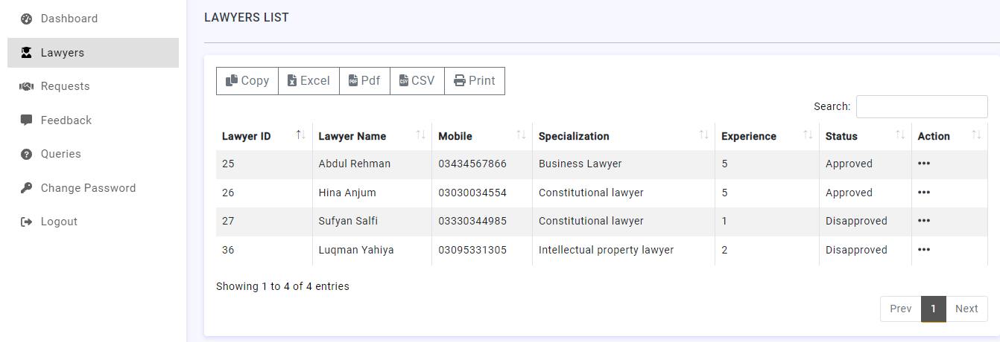 Dashboard
Lawyers
Requests
Feedback
Queries
Change Password
Logout
LAWYERS LIST
Copy Excel Pdf CSV Print
Search:
Lawyer ID Lawyer Name Mobile Specialization Experience Status Action
25 Abdul Rehman 03434567866 Business Lawyer 5 Approved •••
26 Hina Anjum 03030034554 Constitutional lawyer 5 Approved •••
27 Sufyan Salfi 03330344985 Constitutional lawyer 1 Disapproved •••
36 Luqman Yahiya 03095331305 Intellectual property lawyer 2 Disapproved •••
Showing 1 to 4 of 4 entries
Prev 1 Next